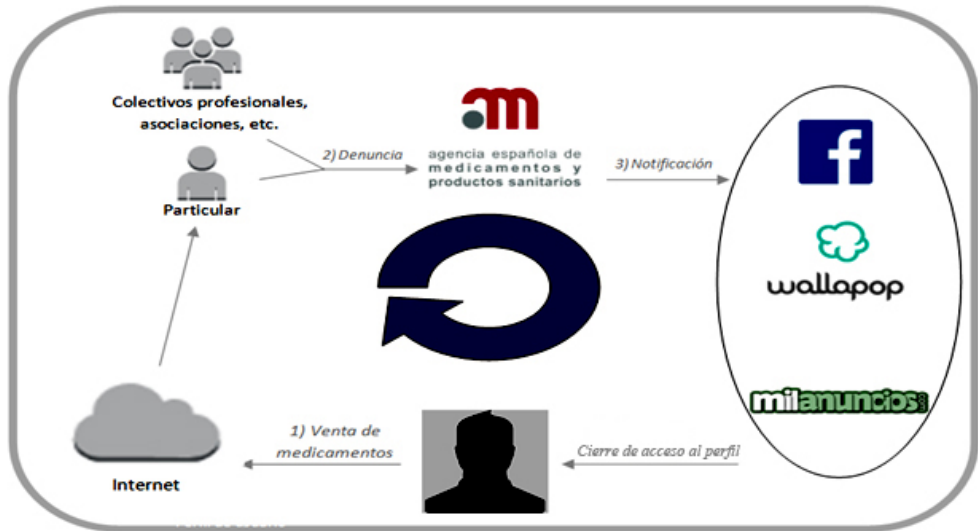 Colectivos profesionales,
asociaciones, etc.
Particular
2) Denuncia
am
agencia española de
medicamentos y
productos sanitarios
3) Notificación
f
wallapop
milanuncios
Cierre de acceso al perfil
1) Venta de
medicamentos
Internet